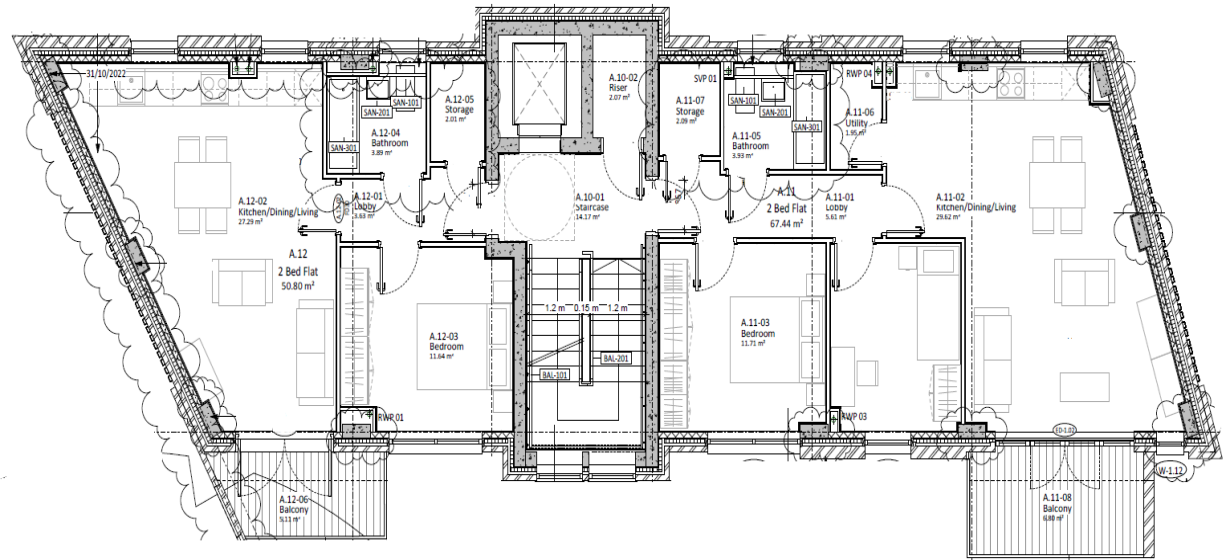 31/10/2022
SAN-201
SAN-101
A.12-05
Storage
2.01 m²
A.12-04
Bathroom
3.89 m²
SAN-301
A.10-02
Riser
2.07 m²
SVP 01
A.11-07
Storage
2.09 m²
SAN-101
SAN-201
SAN-301
A.11-05
Bathroom
3.93 m²
RWP 04
A.11-06
Utility
1.95 m²
A.12-02
Kitchen/Dining/Living
27.29 m²
A.12-01
Lobby
3.63 m²
A.10-01
Staircase
14.17 m²
A.11
2 Bed Flat
67.44 m²
A.11-01
Lobby
5.61 m²
A.11-02
Kitchen/Dining/Living
29.62 m²
A.12
2 Bed Flat
50.80 m²
1.2 m
0.15 m
1.2 m
A.12-03
Bedroom
11.64 m²
BAL-101
BAL-201
A.11-03
Bedroom
11.71 m²
RWP 01
RWP 03
FD-1.02
W-1.12
A.12-06
Balcony
5.11 m²
A.11-08
Balcony
6.80 m²